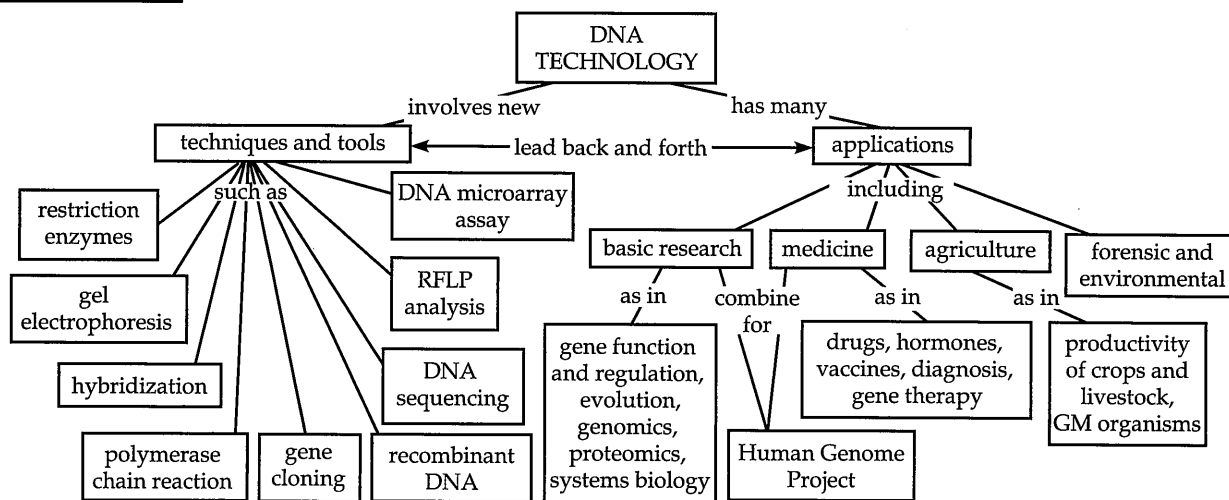 DNA
TECHNOLOGY
involves new
has many
techniques and tools
lead back and forth
applications
such as
including
restriction
enzymes
DNA microarray
assay
gel
electrophoresis
RFLP
analysis
hybridization
DNA
sequencing
polymerase
chain reaction
gene
cloning
recombinant
DNA
basic research
medicine
agriculture
forensic and
environmental
as in
combine
for
as in
as in
gene function
and regulation,
evolution,
genomics,
proteomics,
systems biology
Human Genome
Project
drugs, hormones,
vaccines, diagnosis,
gene therapy
productivity
of crops and
livestock,
GM organisms